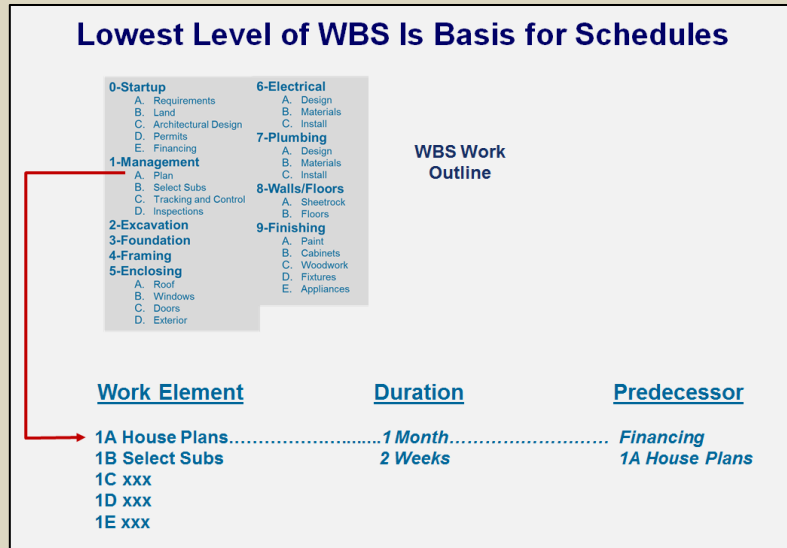 Lowest Level of WBS Is Basis for Schedules
0-Startup
A. Requirements
B. Land
C. Architectural Design
D. Permits
E. Financing
1-Management
A. Plan
B. Select Subs
C. Tracking and Control
D. Inspections
2-Excavation
3-Foundation
4-Framing
5-Enclosing
A. Roof
B. Windows
C. Doors
D. Exterior
6-Electrical
A. Design
B. Materials
C. Install
7-Plumbing
A. Design
B. Materials
C. Install
8-Walls/Floors
A. Sheetrock
B. Floors
9-Finishing
A. Paint
B. Cabinets
C. Woodwork
D. Fixtures
E. Appliances
WBS Work
Outline
Work Element Duration Predecessor
1A House Plans..............................1 Month............................ Financing
1B Select Subs 2 Weeks 1A House Plans
1C xxx
1D xxx
1E xxx